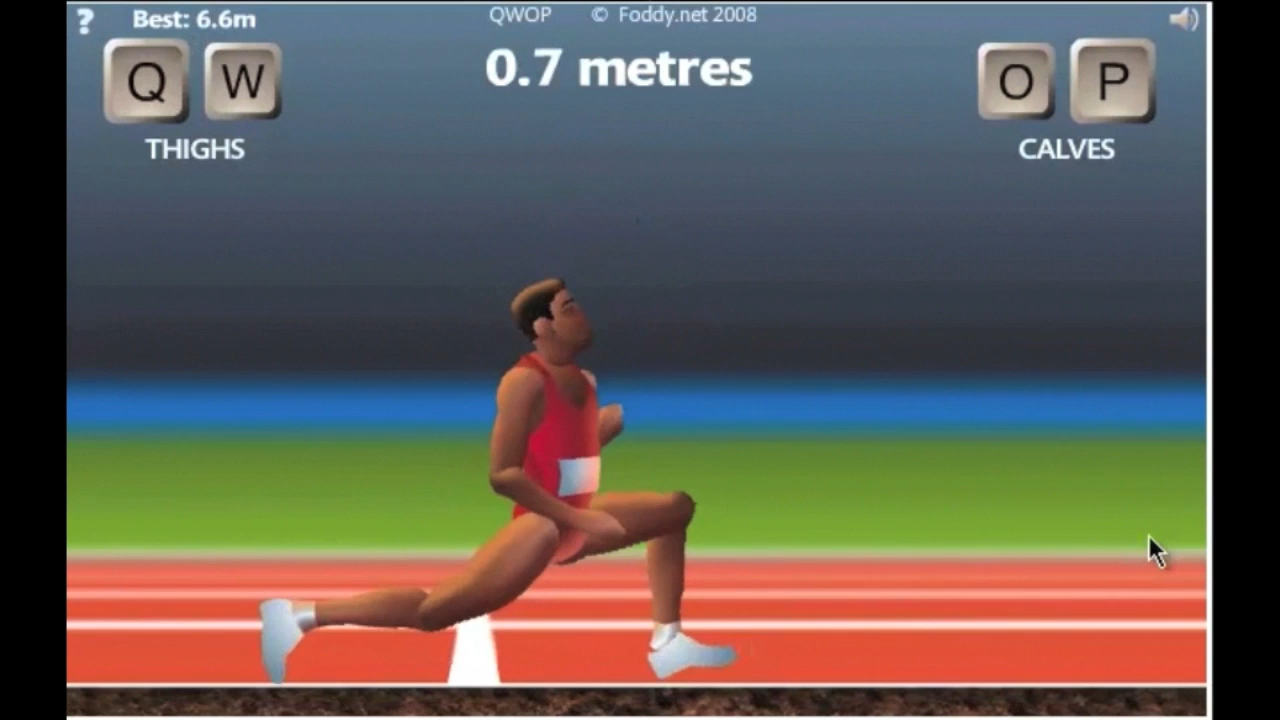 ? Best: 6.6m
QWOP © Foddy.net 2008
Q W
0.7 metres
O P
THIGHS
CALVES